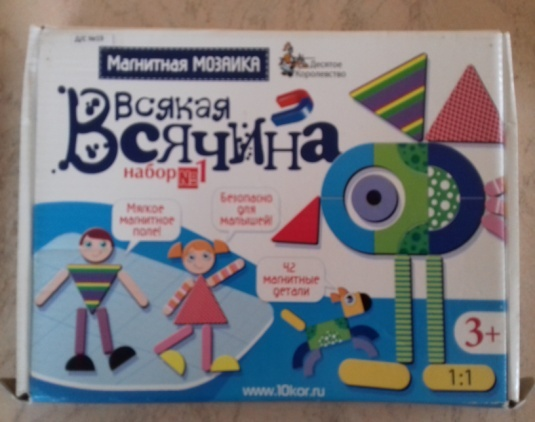 Магнитная МОЗАИКА
Десятое
Королевство
Всякая
Всячина
набор №1
Мягкое
магнитное
поле!
Безопасно
для
малышей!
42
магнитные
детали
3+
1:1
www.10kor.ru